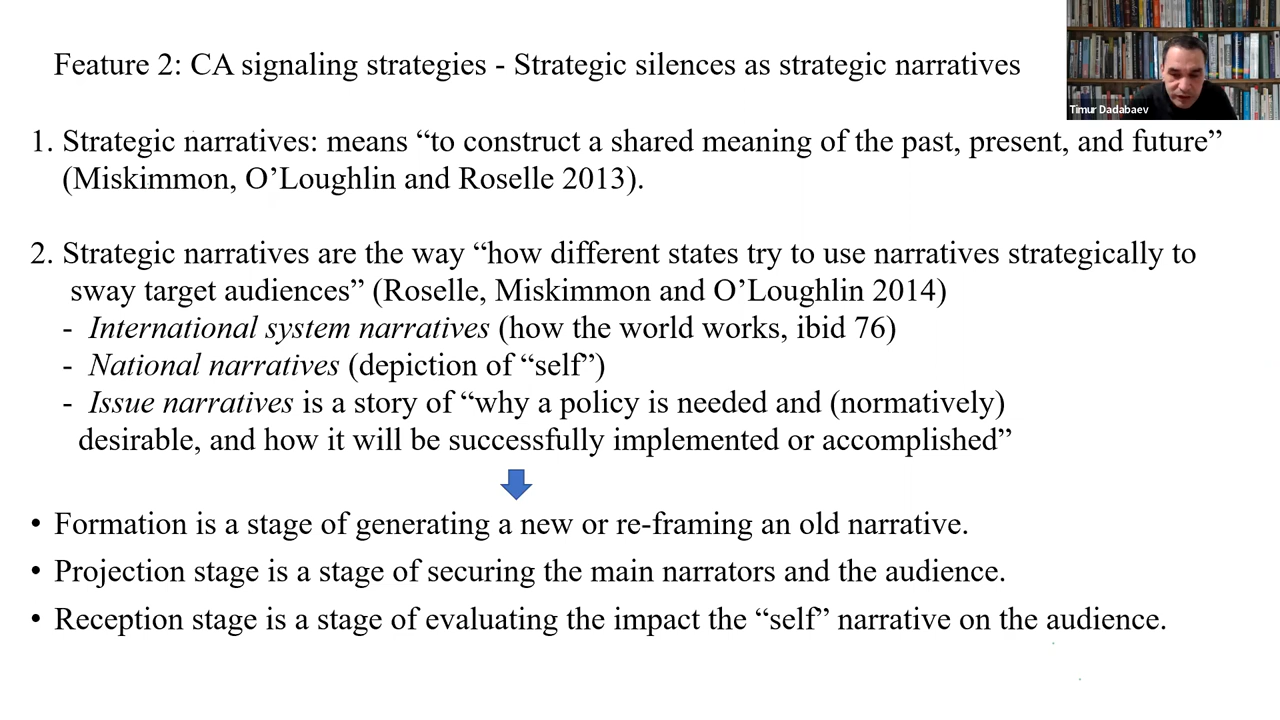 Feature 2: CA signaling strategies - Strategic silences as strategic narratives
Timur Dadabaev
1. Strategic narratives: means “to construct a shared meaning of the past, present, and future”
(Miskimmon, O’Loughlin and Roselle 2013).
2. Strategic narratives are the way “how different states try to use narratives strategically to
sway target audiences” (Roselle, Miskimmon and O’Loughlin 2014)
- International system narratives (how the world works, ibid 76)
- National narratives (depiction of “self”)
- Issue narratives is a story of “why a policy is needed and (normatively)
desirable, and how it will be successfully implemented or accomplished”
• Formation is a stage of generating a new or re-framing an old narrative.
• Projection stage is a stage of securing the main narrators and the audience.
• Reception stage is a stage of evaluating the impact the “self” narrative on the audience.